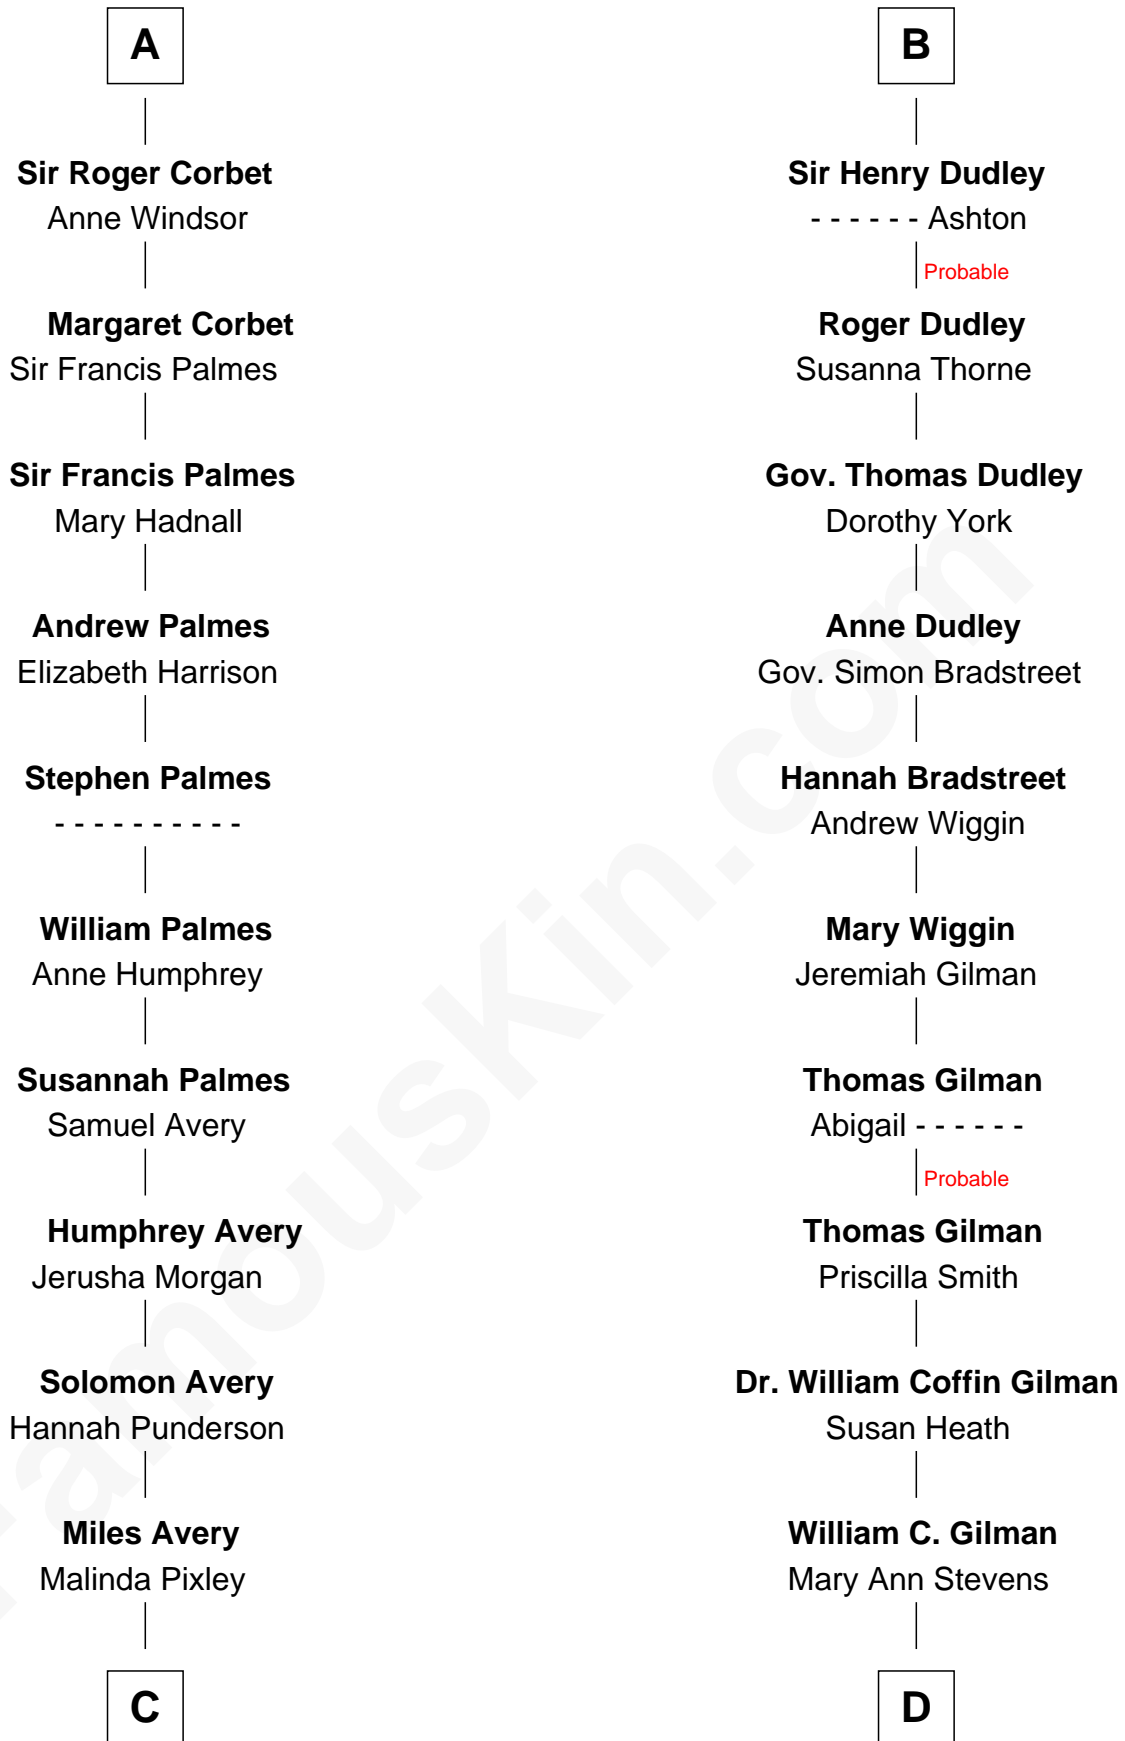 A
Sir Roger Corbet
Anne Windsor
Margaret Corbet
Sir Francis Palmes
Sir Francis Palmes
Mary Hadnall
Andrew Palmes
Elizabeth Harrison
Stephen Palmes
- - - - - - - - - -
William Palmes
Anne Humphrey
Susannah Palmes
Samuel Avery
Humphrey Avery
Jerusha Morgan
Solomon Avery
Hannah Punderson
Miles Avery
Malinda Pixley
C
B
Sir Henry Dudley
- - - - - - Ashton
Probable
Roger Dudley
Susanna Thorne
Gov. Thomas Dudley
Dorothy York
Anne Dudley
Gov. Simon Bradstreet
Hannah Bradstreet
Andrew Wiggin
Mary Wiggin
Jeremiah Gilman
Thomas Gilman
Abigail - - - - - -
Probable
Thomas Gilman
Priscilla Smith
Dr. William Coffin Gilman
Susan Heath
William C. Gilman
Mary Ann Stevens
D
FamousKin.com